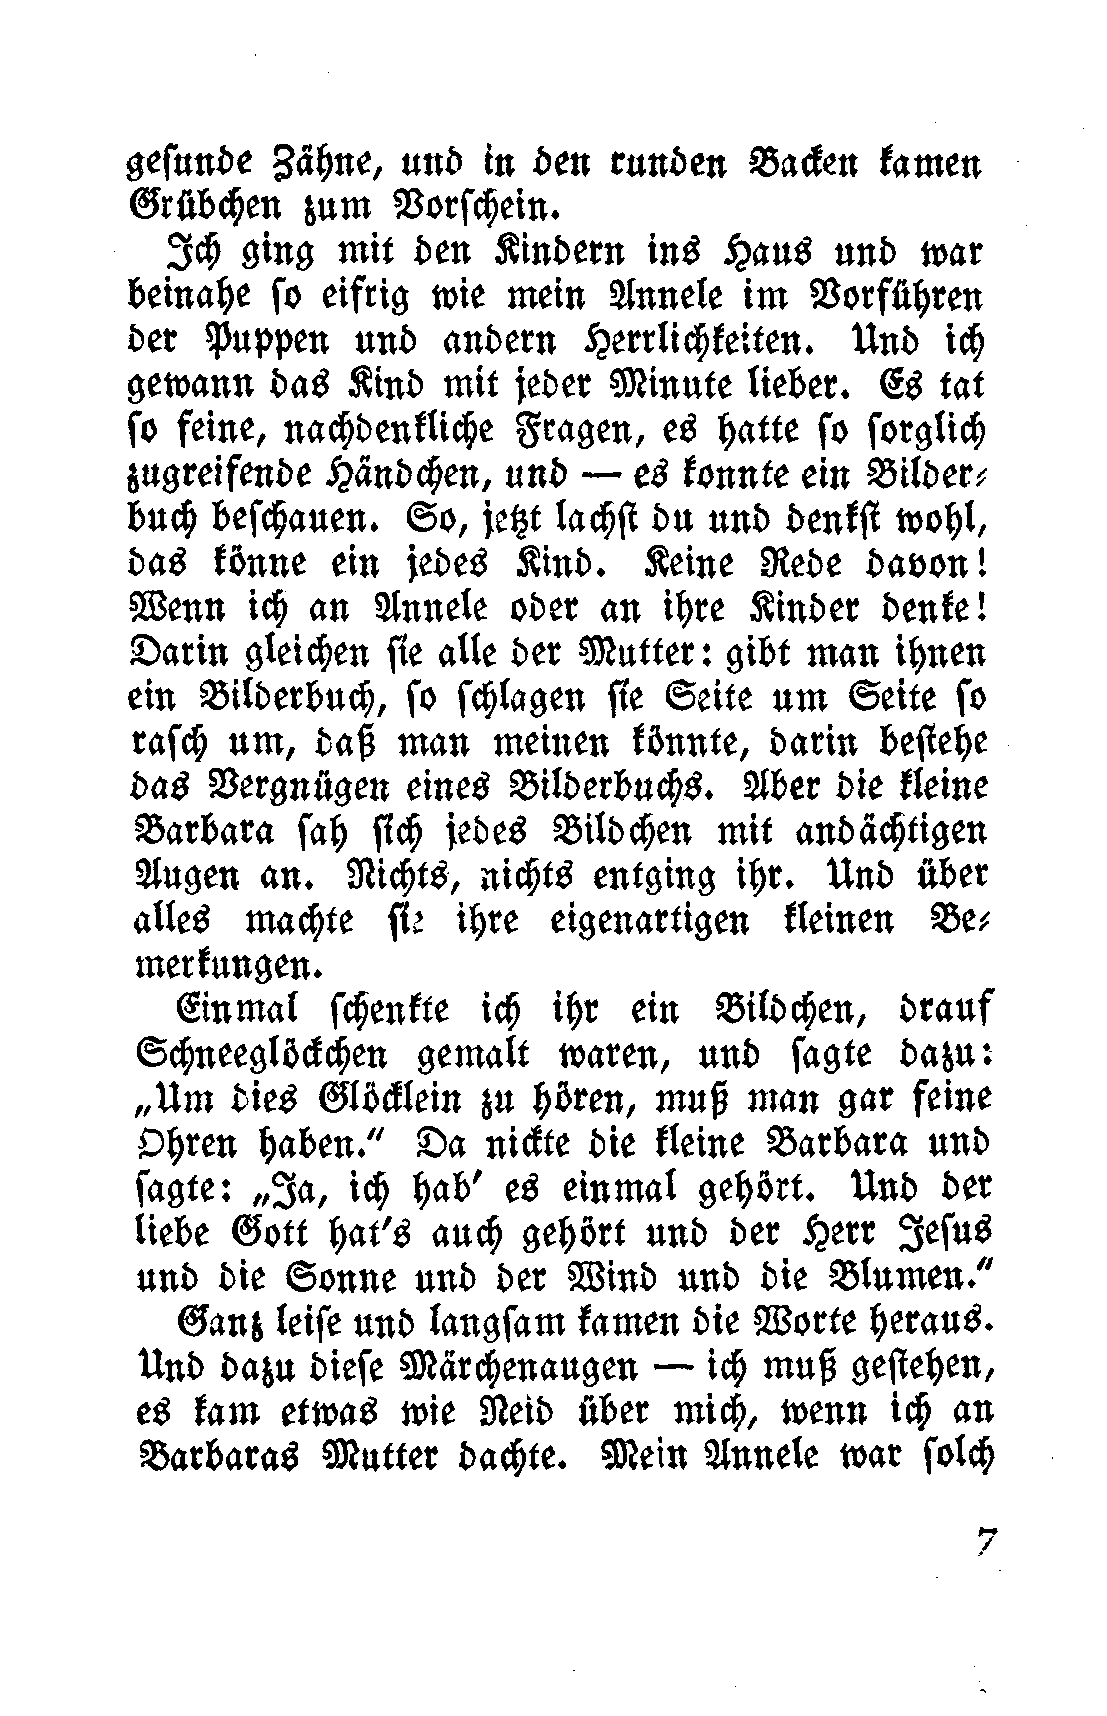 gesunde Zähne, und in den runden Backen kamen
Grübchen zum Vorschein.
Ich ging mit den Kindern ins Haus und war
beinahe so eifrig wie mein Annele im Vorführen
der Puppen und andern Herrlichkeiten. Und ich
gewann das Kind mit jeder Minute lieber. Es tat
so feine, nachdenkliche Fragen, es hatte so sorglich
zugreifende Händchen, und — es konnte ein Bilder-
buch beschauen. So, jetzt lachst du und denkst wohl,
das könne ein jedes Kind. Keine Rede davon!
Wenn ich an Annele oder an ihre Kinder denke!
Darin gleichen sie alle der Mutter: gibt man ihnen
ein Bilderbuch, so schlagen sie Seite um Seite so
rasch um, daß man meinen könnte, darin bestehe
das Vergnügen eines Bilderbuchs. Aber die kleine
Barbara sah sich jedes Bildchen mit andächtigen
Augen an. Nichts, nichts entging ihr. Und über
alles machte sie ihre eigenartigen kleinen Be-
merkungen.
Einmal schenkte ich ihr ein Bildchen, drauf
Schneeglöckchen gemalt waren, und sagte dazu:
„Um dies Glöcklein zu hören, muß man gar feine
Ohren haben.“ Da nickte die kleine Barbara und
sagte: „Ja, ich hab' es einmal gehört. Und der
liebe Gott hat's auch gehört und der Herr Jesus
und die Sonne und der Wind und die Blumen.“
Ganz leise und langsam kamen die Worte heraus.
Und dazu diese Märchenaugen — ich muß gestehen,
es kam etwas wie Neid über mich, wenn ich an
Barbaras Mutter dachte. Mein Annele war solch
7